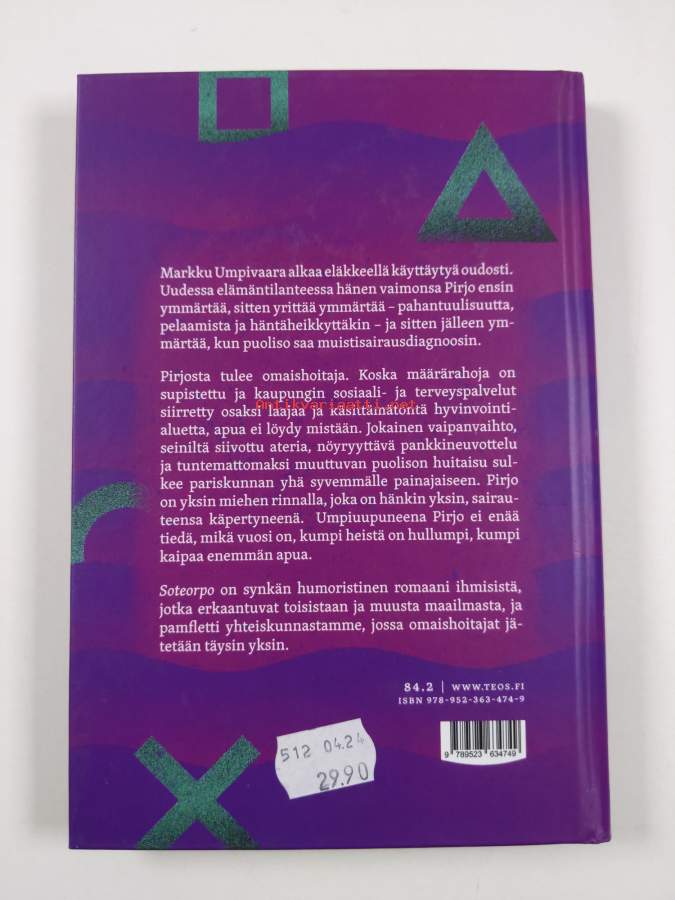 Markku Umpivaara alkaa eläkkeellä käyttäytyä oudosti.
Uudessa elämäntilanteessa hänen vaimonsa Pirjo ensin
ymmärtää, sitten yrittää ymmärtää – pahantuulisuutta,
pelaamista ja häntäheikkyttäkin – ja sitten jälleen ym-
märtää, kun puoliso saa muistisairausdiagnoosin.
Pirjosta tulee omaishoitaja. Koska määrärahoja on
supistettu ja kaupungin sosiaali- ja terveyspalvelut
Antikvariaatti.net
siirretty osaksi laajaa ja käsittämätöntä hyvinvointi-
aluetta, apua ei löydy mistään. Jokainen vaipanvaihto,
seiniltä siivottu ateria, nöyryyttävä pankkineuvottelu
ja tuntemattomaksi muuttuvan puolison huitaisu sul-
kee pariskunnan yhä syvemmälle painajaiseen. Pirjo
on yksin miehen rinnalla, joka on hänkin yksin, sairau-
teensa käpertyneenä. Umpiuupuneena Pirjo ei enää
tiedä, mikä vuosi on, kumpi heistä on hullumpi, kumpi
kaipaa enemmän apua.
Soteorpo on synkän humoristinen romaani ihmisistä,
jotka erkaantuvat toisistaan ja muusta maailmasta, ja
pamfletti yhteiskunnastamme, jossa omaishoitajat jä-
tetään täysin yksin.
84.2 | WWW.TEOS.FI
ISBN 978-952-363-474-9
9 789523 634749
512 04.24
29.90